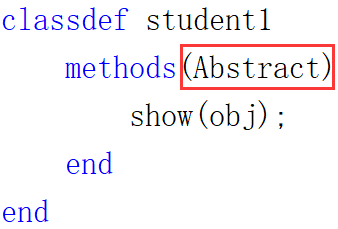 classdef student1
methods(Abstract)
show(obj);
end
end